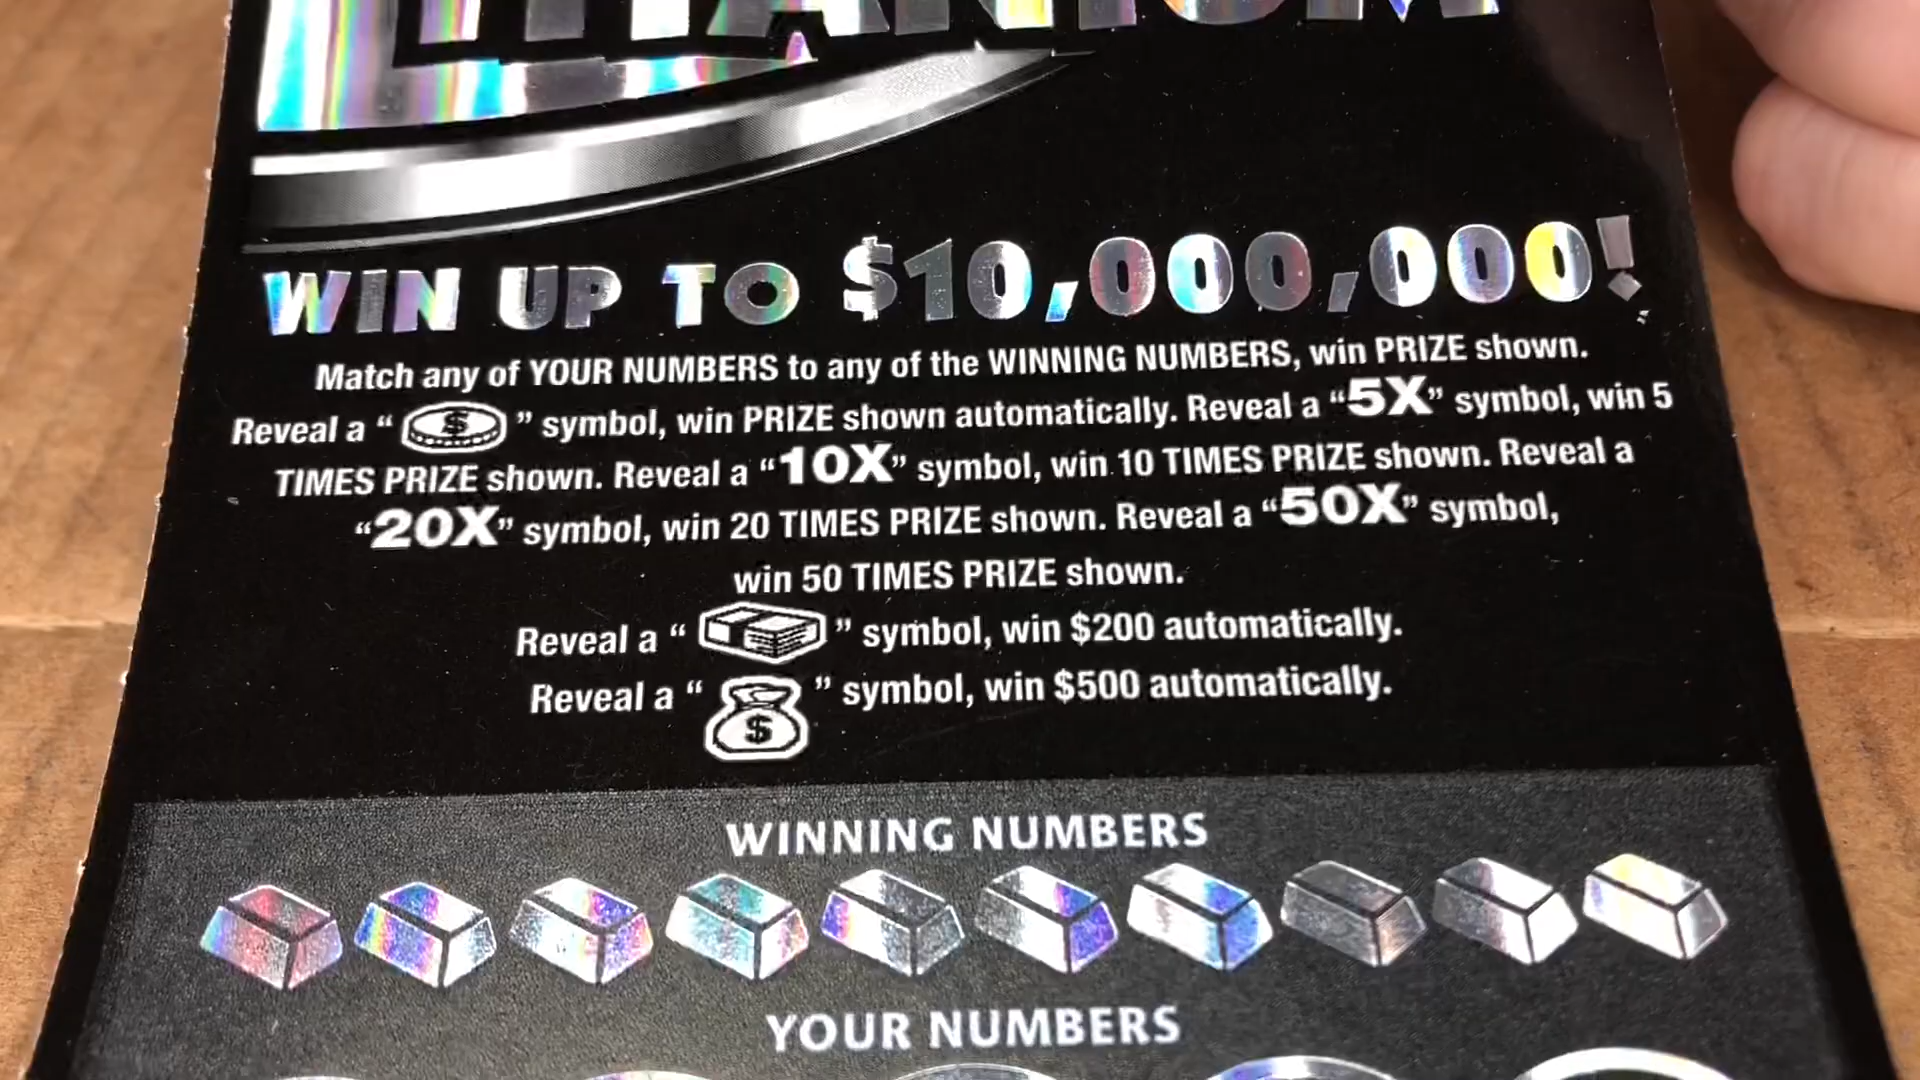 TITANIUM
WIN UP TO $10,000,000!
Match any of YOUR NUMBERS to any of the WINNING NUMBERS, win PRIZE shown.
Reveal a “ $ ” symbol, win PRIZE shown automatically. Reveal a “5X” symbol, win 5
TIMES PRIZE shown. Reveal a “10X” symbol, win 10 TIMES PRIZE shown. Reveal a
“20X” symbol, win 20 TIMES PRIZE shown. Reveal a “50X” symbol,
win 50 TIMES PRIZE shown.
Reveal a “ ” symbol, win $200 automatically.
Reveal a “ $ ” symbol, win $500 automatically.
WINNING NUMBERS
YOUR NUMBERS